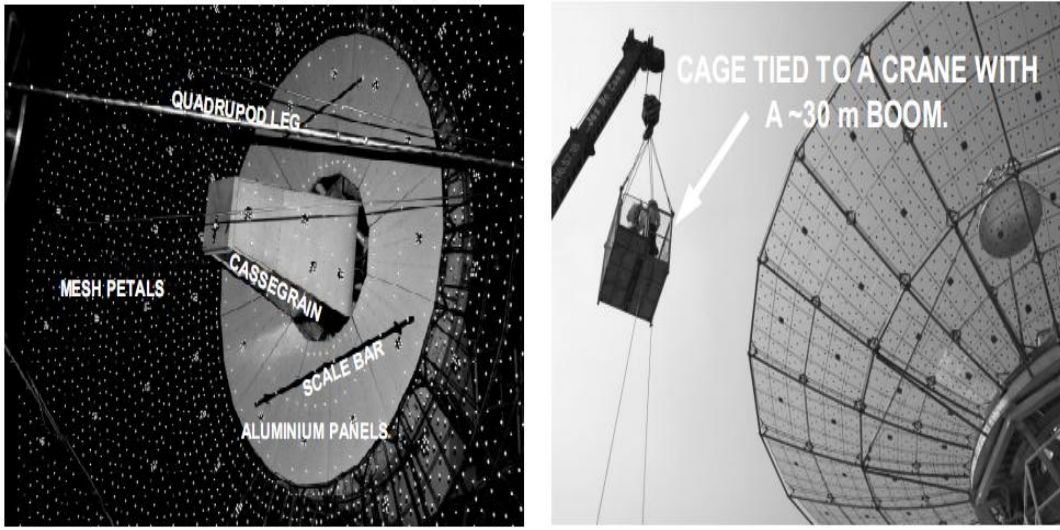 QUADRUPOD LEG
CASSEGRAIN
MESH PETALS
SCALE BAR
ALUMINIUM PANELS
CAGE TIED TO A CRANE WITH
A ~30 m BOOM.